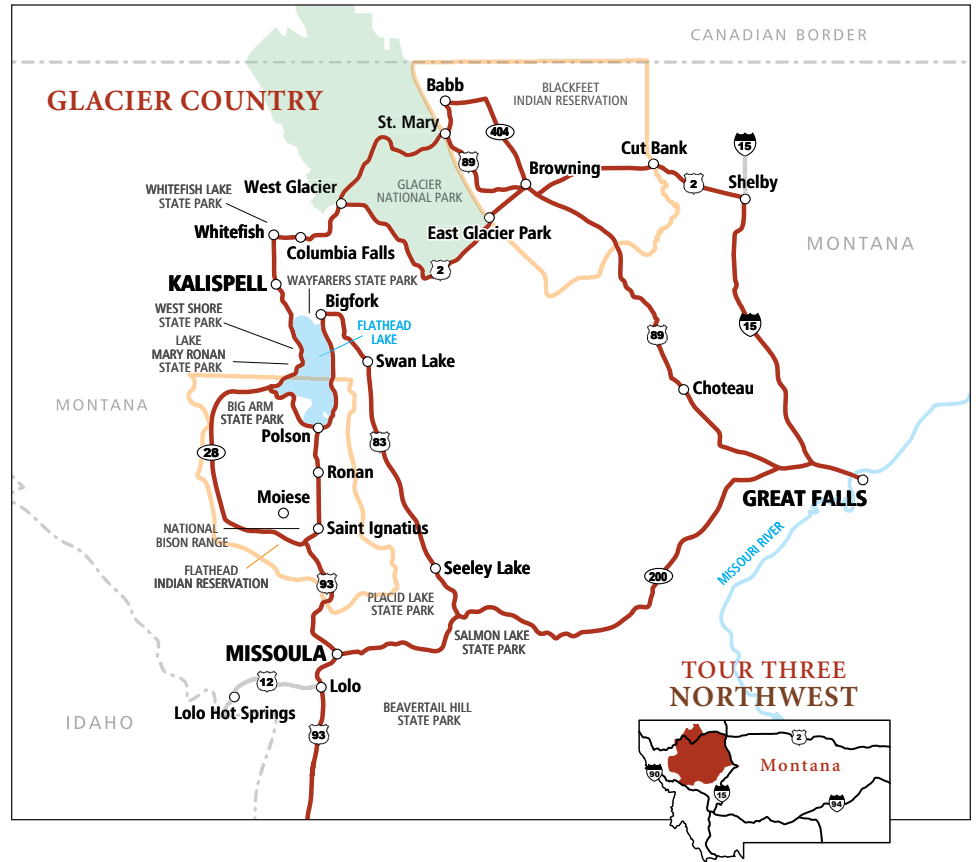 CANADIAN BORDER
GLACIER COUNTRY
Babb
BLACKFEET
INDIAN RESERVATION
St. Mary
404
89
Browning
Cut Bank
15
2
Shelby
West Glacier
GLACIER
NATIONAL PARK
WHITEFISH LAKE
STATE PARK
Whitefish
Columbia Falls
East Glacier Park
2
MONTANA
KALISPELL
WAYFARERS STATE PARK
Bigfork
WEST SHORE
STATE PARK
FLATHEAD
LAKE
LAKE
MARY RONAN
STATE PARK
Swan Lake
15
89
Choteau
MONTANA
BIG ARM
STATE PARK
Polson
28
83
Ronan
Moiese
GREAT FALLS
NATIONAL
BISON RANGE
Saint Ignatius
FLATHEAD
INDIAN RESERVATION
93
Seeley Lake
200
MISSOURI RIVER
PLACID LAKE
STATE PARK
SALMON LAKE
STATE PARK
MISSOULA
12
Lolo
Lolo Hot Springs
93
IDAHO
BEAVERTAIL HILL
STATE PARK
TOUR THREE
NORTHWEST
2
90
Montana
15
94